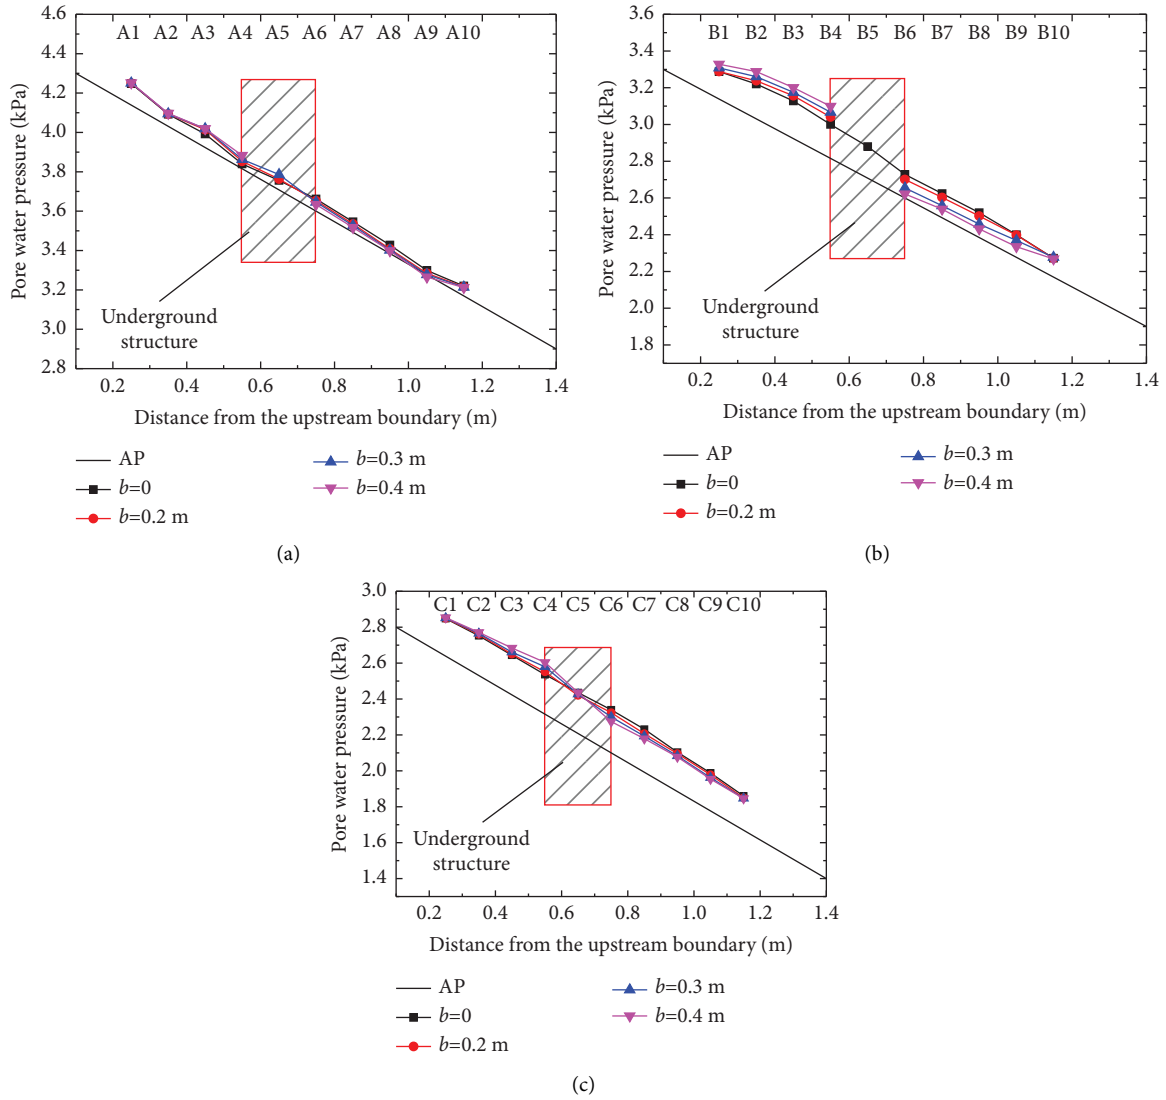 A1 A2 A3 A4 A5 A6 A7 A8 A9 A10
4.6
4.4
4.2
4.0
3.8
3.6
3.4
3.2
3.0
2.8
Pore water pressure (kPa)
Underground
structure
0.2 0.4 0.6 0.8 1.0 1.2 1.4
Distance from the upstream boundary (m)
AP
b=0
b=0.2 m
b=0.3 m
b=0.4 m
(a)
B1 B2 B3 B4 B5 B6 B7 B8 B9 B10
3.6
3.4
3.2
3.0
2.8
2.6
2.4
2.2
2.0
1.8
Pore water pressure (kPa)
Underground
structure
0.2 0.4 0.6 0.8 1.0 1.2 1.4
Distance from the upstream boundary (m)
AP
b=0
b=0.2 m
b=0.3 m
b=0.4 m
(b)
C1 C2 C3 C4 C5 C6 C7 C8 C9 C10
3.0
2.8
2.6
2.4
2.2
2.0
1.8
1.6
1.4
Pore water pressure (kPa)
Underground
structure
0.2 0.4 0.6 0.8 1.0 1.2 1.4
Distance from the upstream boundary (m)
AP
b=0
b=0.2 m
b=0.3 m
b=0.4 m
(c)